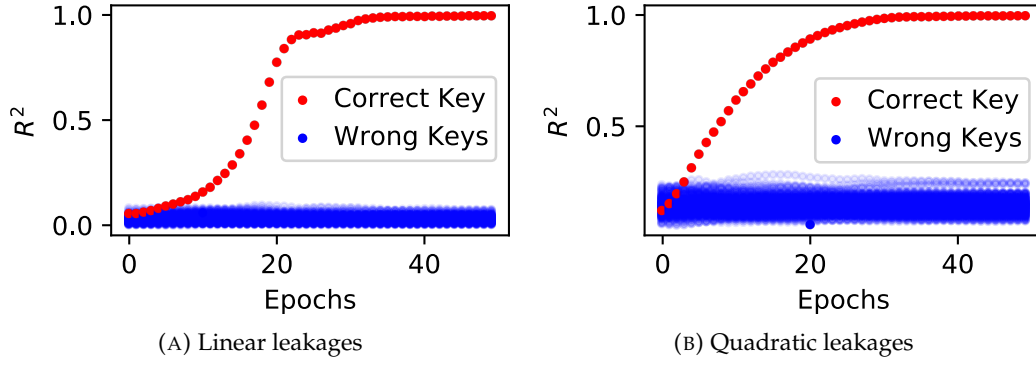 1.0
0.5
0.0
R²
0
20
40
Epochs
Correct Key
Wrong Keys
(A) Linear leakages
1.0
0.5
R²
0
20
40
Epochs
Correct Key
Wrong Keys
(B) Quadratic leakages